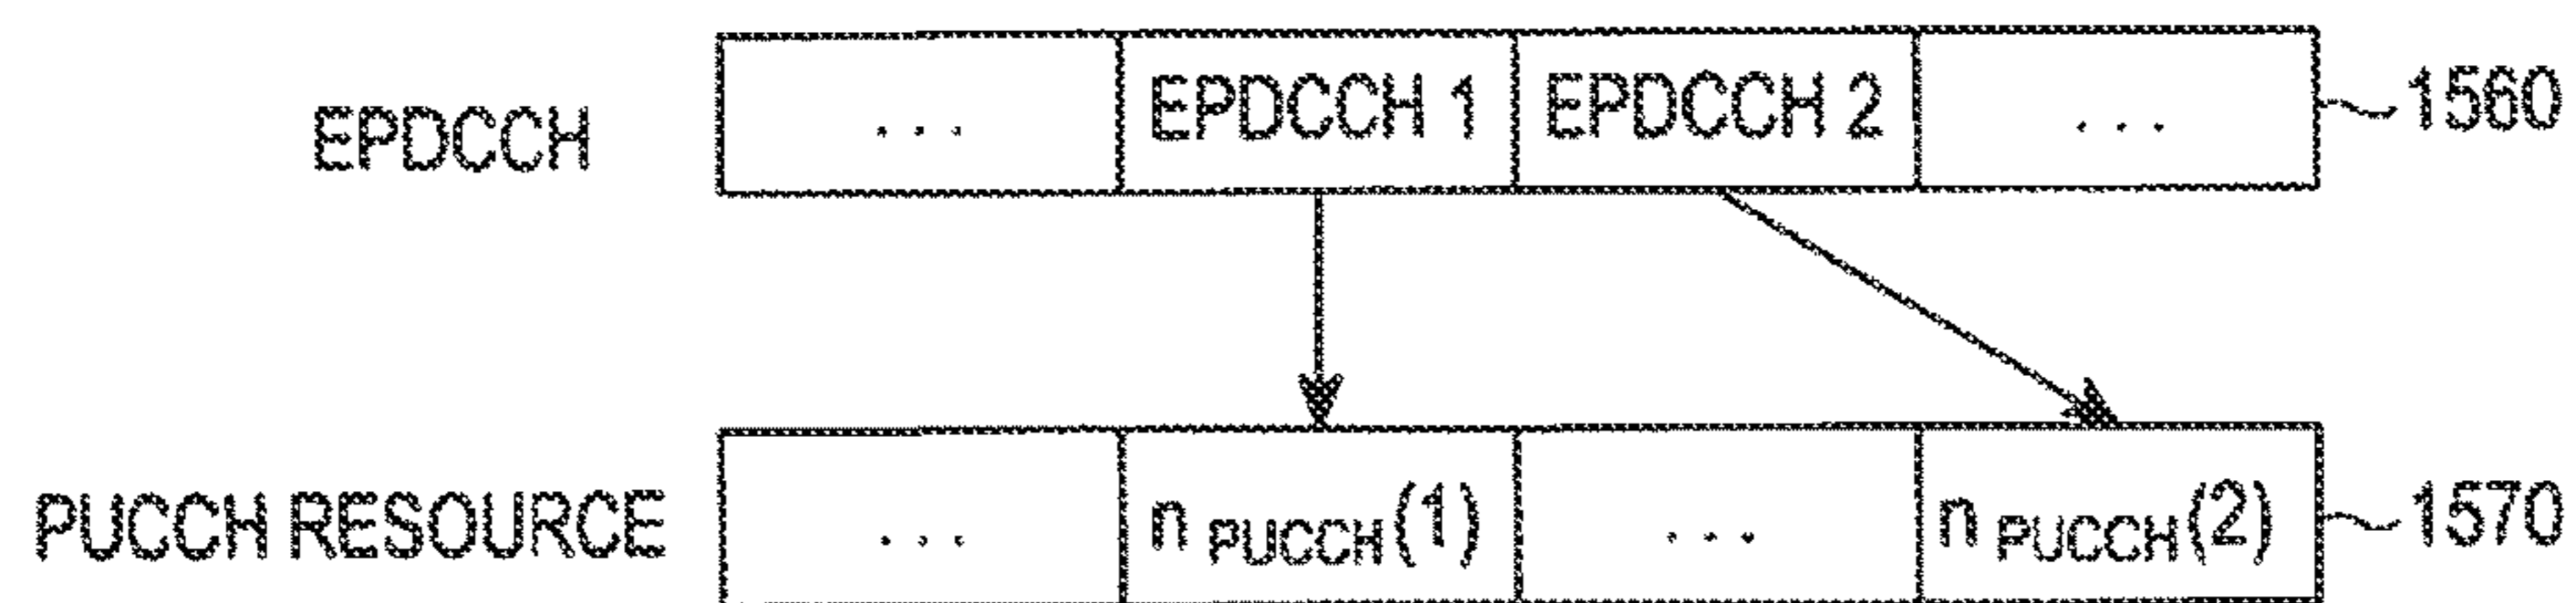 EPDCCH ... EPDCCH 1 EPDCCH 2 ... 1560
PUCCH RESOURCE ... n PUCCH(1) ... n PUCCH(2) 1570